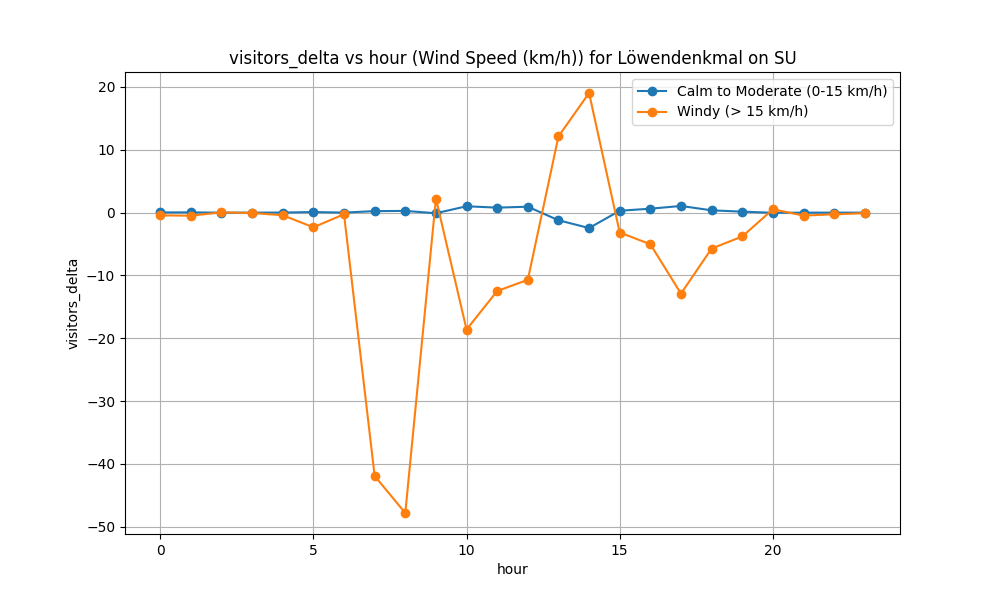 visitors_delta vs hour (Wind Speed (km/h)) for Löwendenkmal on SU
Calm to Moderate (0-15 km/h)
Windy (> 15 km/h)
visitors_delta
20
10
0
−10
−20
−30
−40
−50
0 5 10 15 20
hour